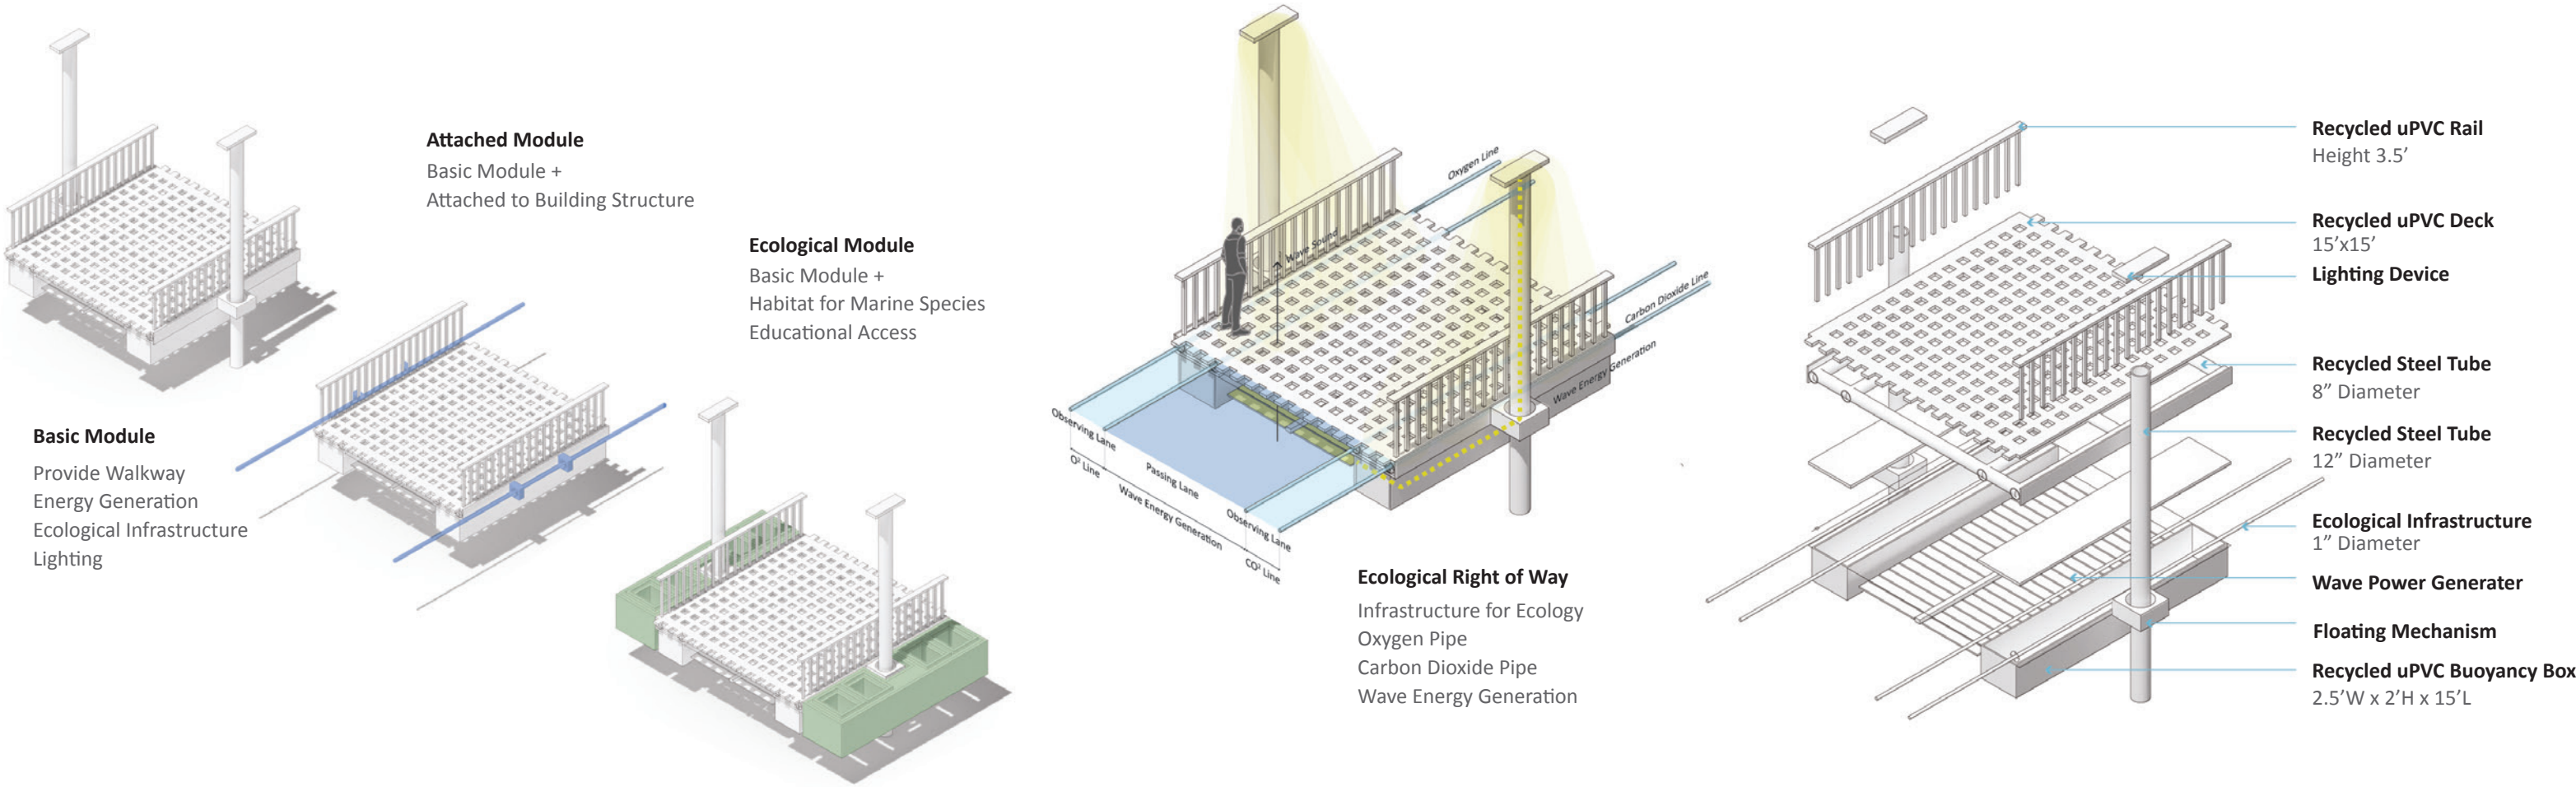 Attached Module
Basic Module +
Attached to Building Structure
Ecological Module
Basic Module +
Habitat for Marine Species
Educational Access
Basic Module
Provide Walkway
Energy Generation
Ecological Infrastructure
Lighting
Oxygen Line
Wave Sound
Carbon Dioxide Line
Wave Energy Generation
Observing Lane
Passing Lane
Observing Lane
O² Line
Wave Energy Generation
CO² Line
Ecological Right of Way
Infrastructure for Ecology
Oxygen Pipe
Carbon Dioxide Pipe
Wave Energy Generation
Recycled uPVC Rail
Height 3.5’
Recycled uPVC Deck
15’x15’
Lighting Device
Recycled Steel Tube
8” Diameter
Recycled Steel Tube
12” Diameter
Ecological Infrastructure
1” Diameter
Wave Power Generater
Floating Mechanism
Recycled uPVC Buoyancy Box
2.5’W x 2’H x 15’L